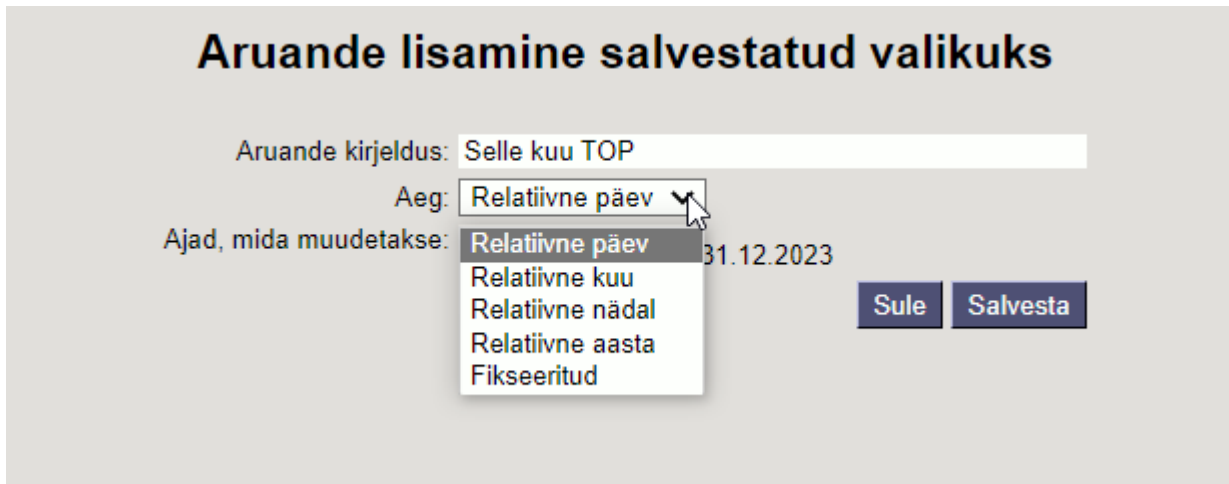 Aruande lisamine salvestatud valikuks
Aruande kirjeldus: Selle kuu TOP
Aeg: Relatiivne päev
Ajad, mida muudetakse: 31.12.2023
Relatiivne päev
Relatiivne kuu
Relatiivne nädal
Relatiivne aasta
Fikseeritud
Sule Salvesta